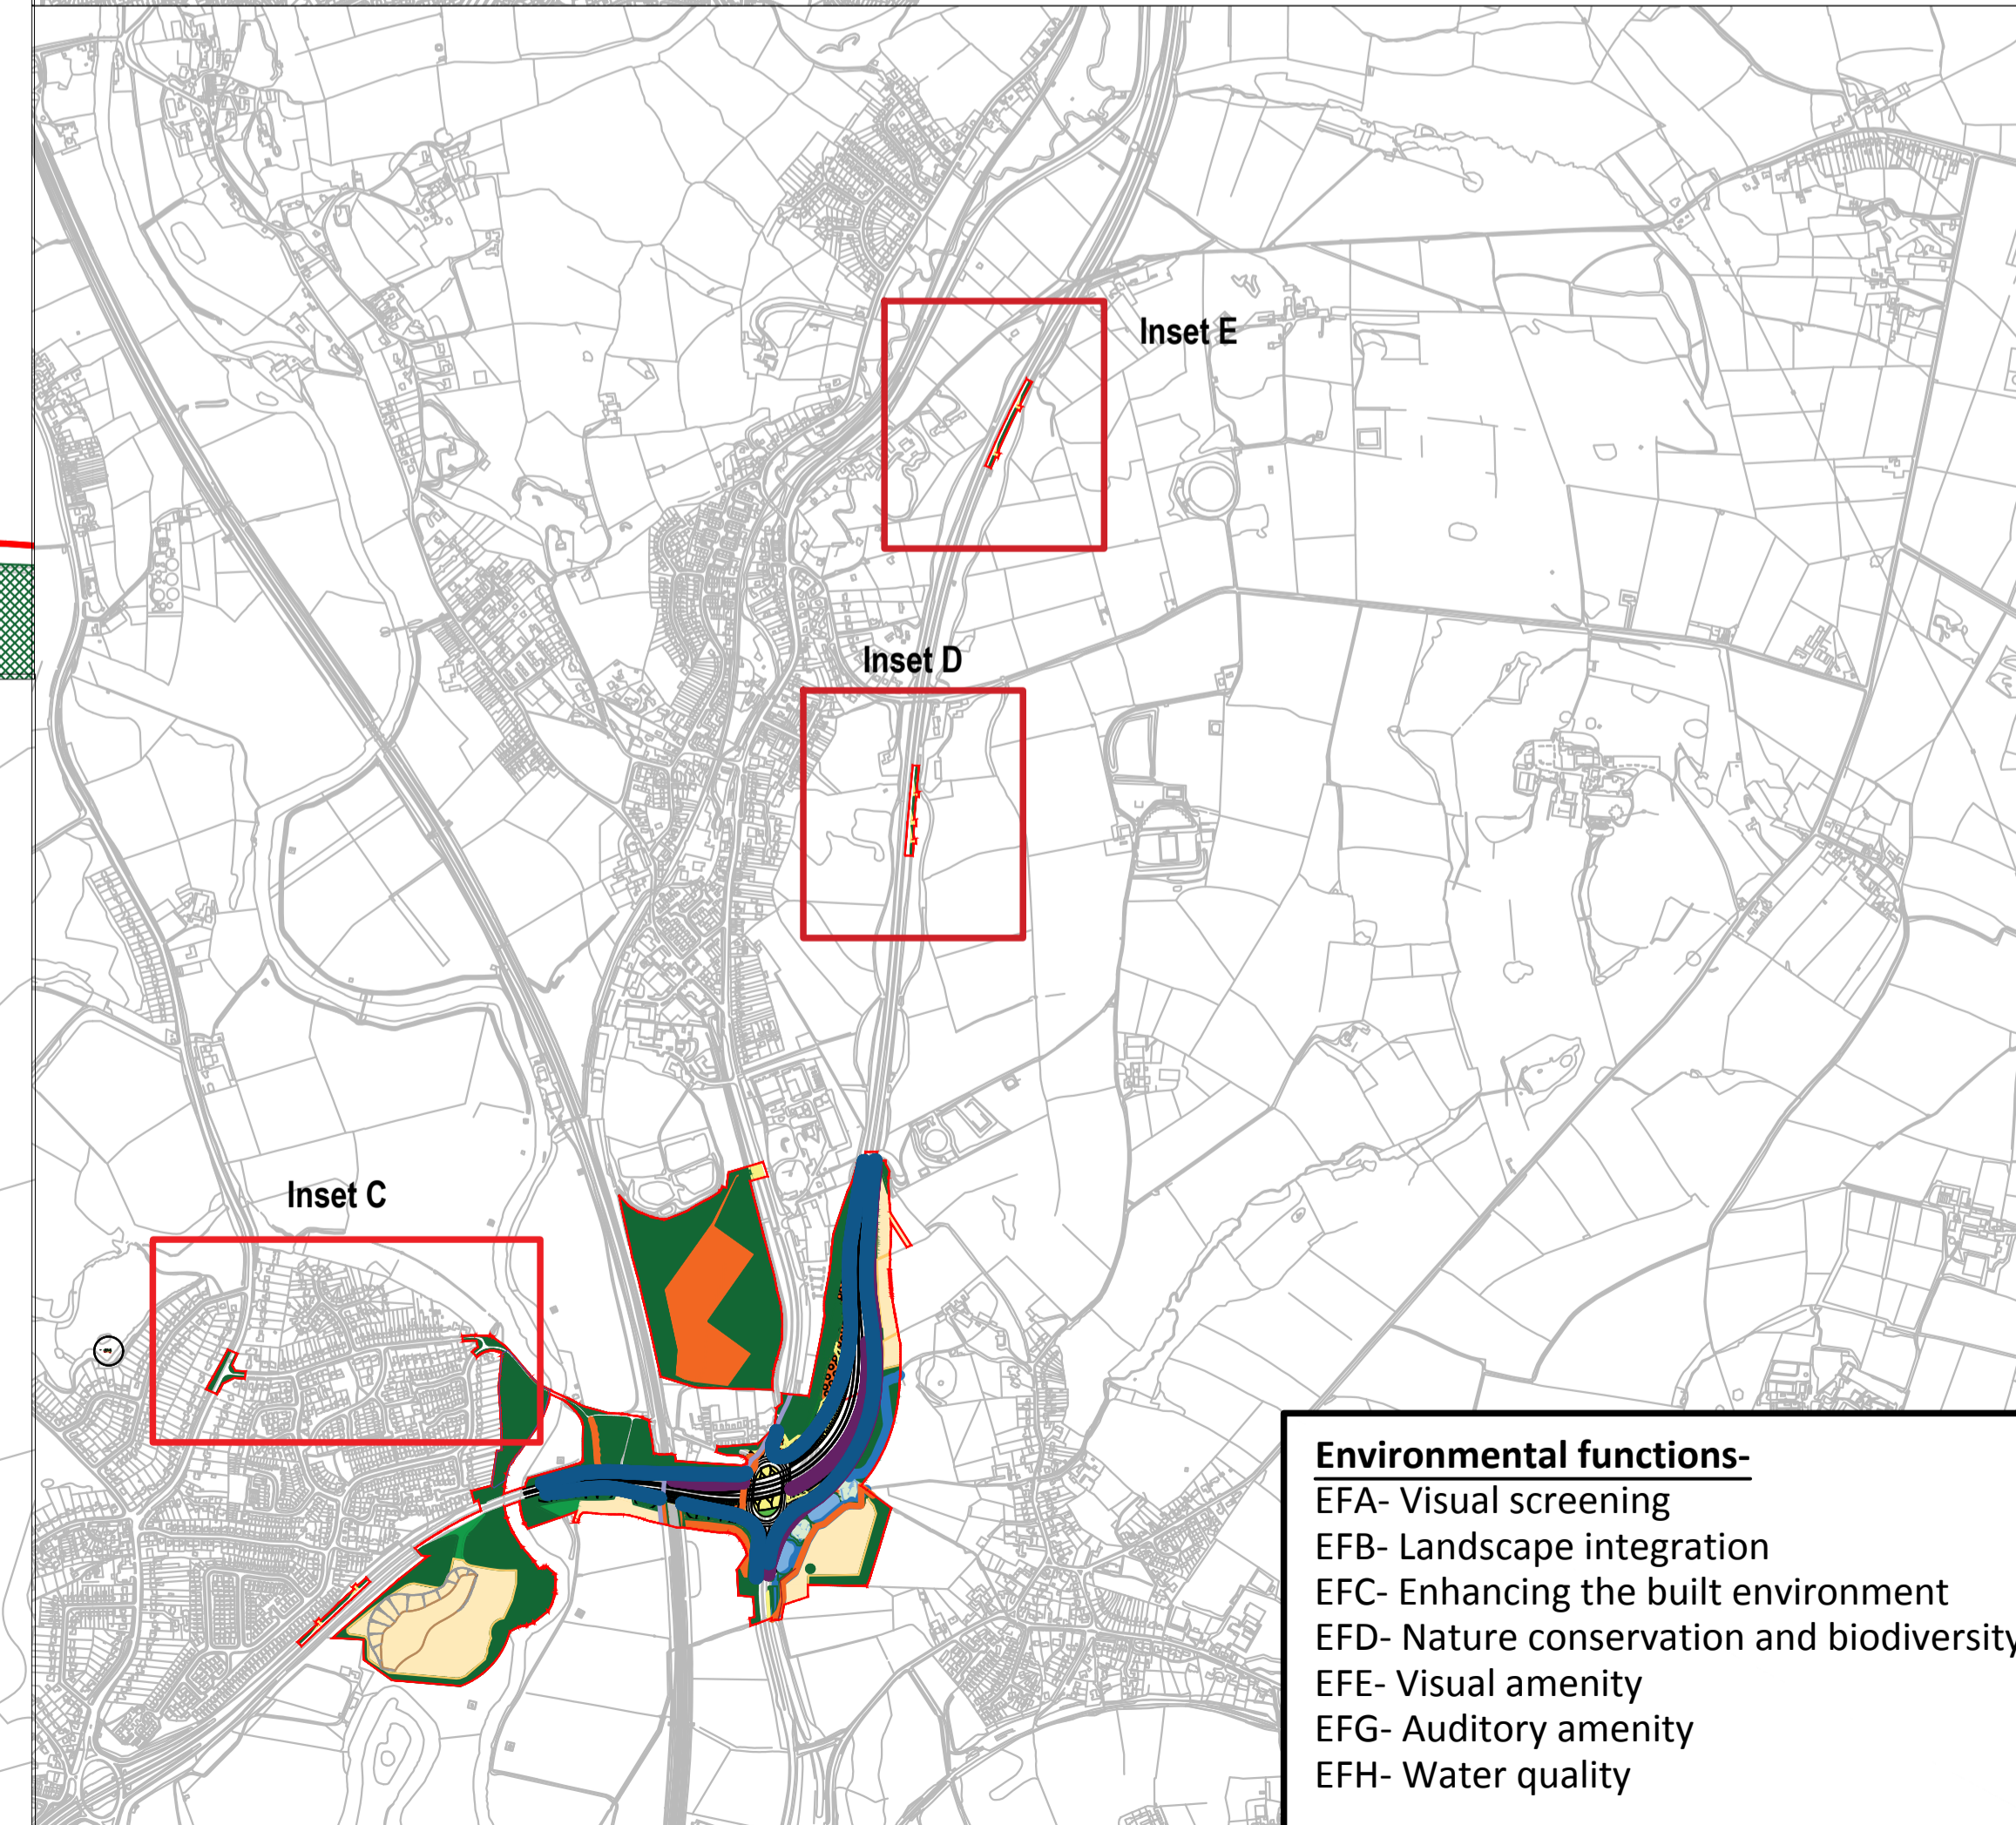 Inset E
Inset D
Inset C
Environmental functions-
EFA- Visual screening
EFB- Landscape integration
EFC- Enhancing the built environment
EFD- Nature conservation and biodiversity
EFE- Visual amenity
EFG- Auditory amenity
EFH- Water quality